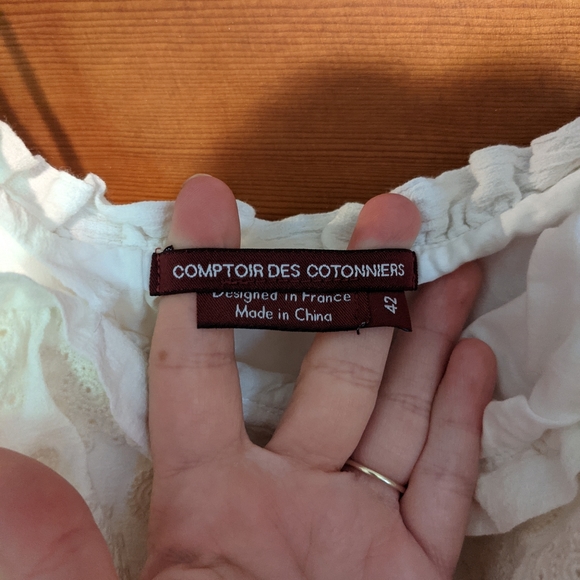 COMPTOIR DES COTONNIERS
Designed in France
Made in China
42